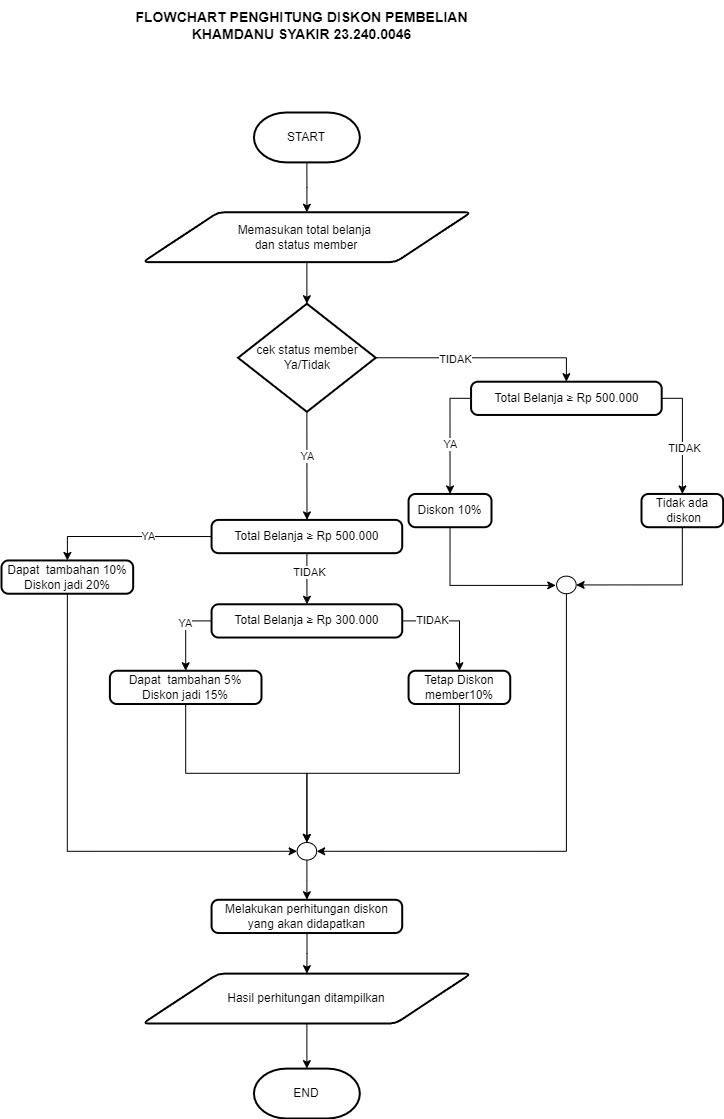 FLOWCHART PENGHITUNG DISKON PEMBELIAN
KHAMDANU SYAKIR 23.240.0046
START
Memasukan total belanja
dan status member
cek status member
Ya/Tidak
TIDAK
Total Belanja ≥ Rp 500.000
YA
TIDAK
YA
Diskon 10%
Tidak ada
diskon
Total Belanja ≥ Rp 500.000
YA
Dapat tambahan 10%
Diskon jadi 20%
TIDAK
Total Belanja ≥ Rp 300.000
YA
TIDAK
Dapat tambahan 5%
Diskon jadi 15%
Tetap Diskon
member10%
Melakukan perhitungan diskon
yang akan didapatkan
Hasil perhitungan ditampilkan
END